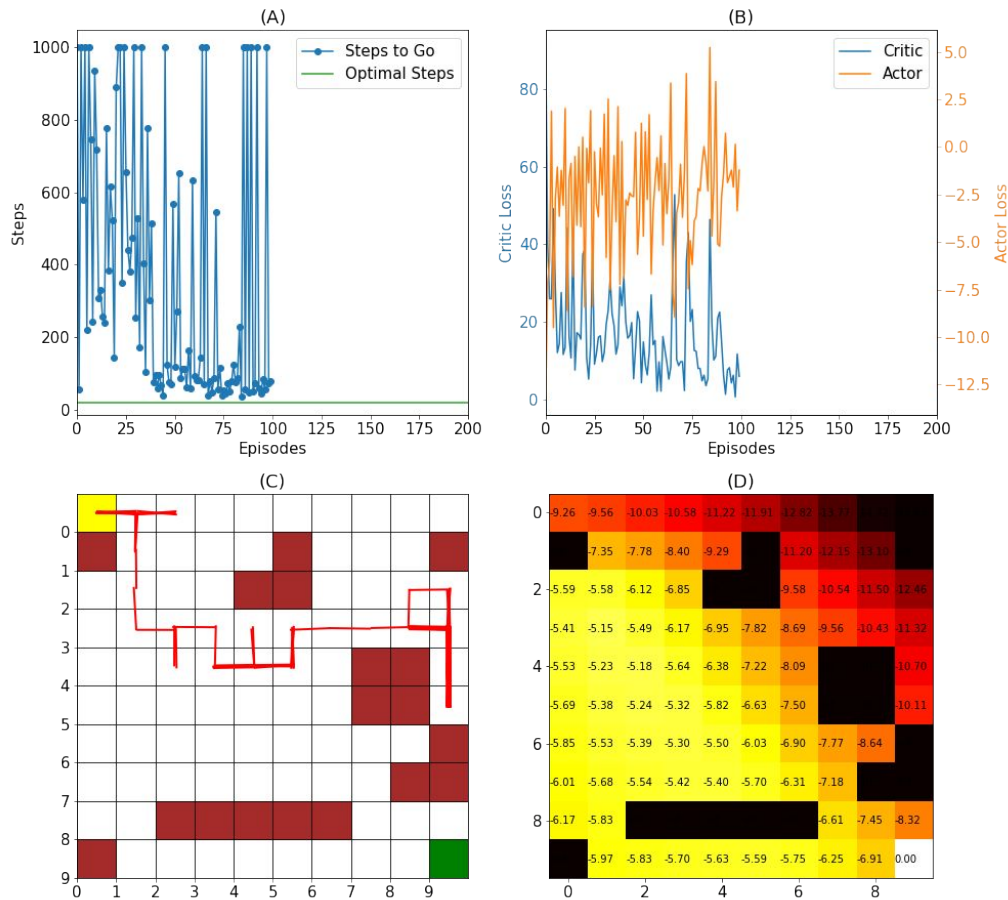 (A)
1000
800
600
400
200
0
Steps
Steps to Go
Optimal Steps
0 25 50 75 100 125 150 175 200
Episodes
(B)
80
60
40
20
0
Critic Loss
Critic
Actor
5.0
2.5
0.0
−2.5
−5.0
−7.5
−10.0
−12.5
Actor Loss
0 25 50 75 100 125 150 175 200
Episodes
(C)
0
1
2
3
4
5
6
7
8
9
0 1 2 3 4 5 6 7 8 9
(D)
0 -9.26 -9.56 -10.03 -10.58 -11.22 -11.91 -12.82
-7.35 -7.78 -8.40 -9.29 -11.20 -12.15 -13.10
2 -5.59 -5.58 -6.12 -6.85 -9.58 -10.54 -11.50 -12.46
-5.41 -5.15 -5.49 -6.17 -6.95 -7.82 -8.69 -9.56 -10.43 -11.32
4 -5.53 -5.23 -5.18 -5.64 -6.38 -7.22 -8.09 -10.70
-5.69 -5.38 -5.24 -5.32 -5.82 -6.63 -7.50 -10.11
6 -5.85 -5.53 -5.39 -5.30 -5.50 -6.03 -6.90 -7.77 -8.64
-6.01 -5.68 -5.54 -5.42 -5.40 -5.70 -6.31 -7.18
8 -6.17 -5.83 -6.61 -7.45 -8.32
-5.97 -5.83 -5.70 -5.63 -5.59 -5.75 -6.25 -6.91 0.00
0 2 4 6 8